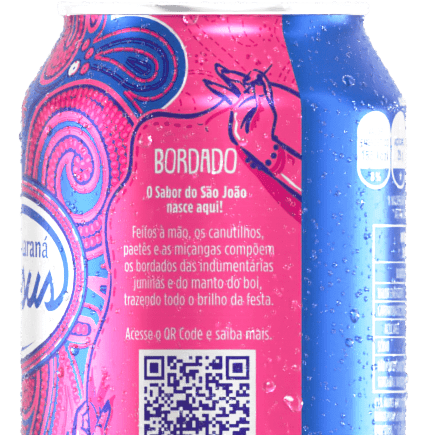 BORDADO
O Sabor do São João
nasce aqui!
Feitos à mão, os canutilhos,
paetês e as miçangas compõem
os bordados das indumentárias
juninas e do manto do boi,
trazendo todo o brilho da festa.
Acesse o QR Code e saiba mais.